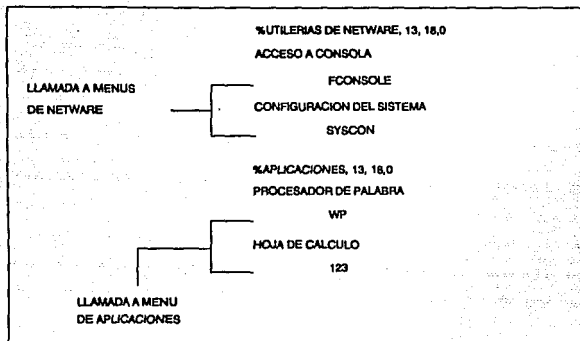 %UTILERIAS DE NETWARE, 13, 18,0
ACCESO A CONSOLA
FCONSOLE
LLAMADA A MENUS
DE NETWARE
CONFIGURACION DEL SISTEMA
SYSCON
%APLICACIONES, 13, 18,0
PROCESADOR DE PALABRA
WP
HOJA DE CALCULO
123
LLAMADA A MENU
DE APLICACIONES